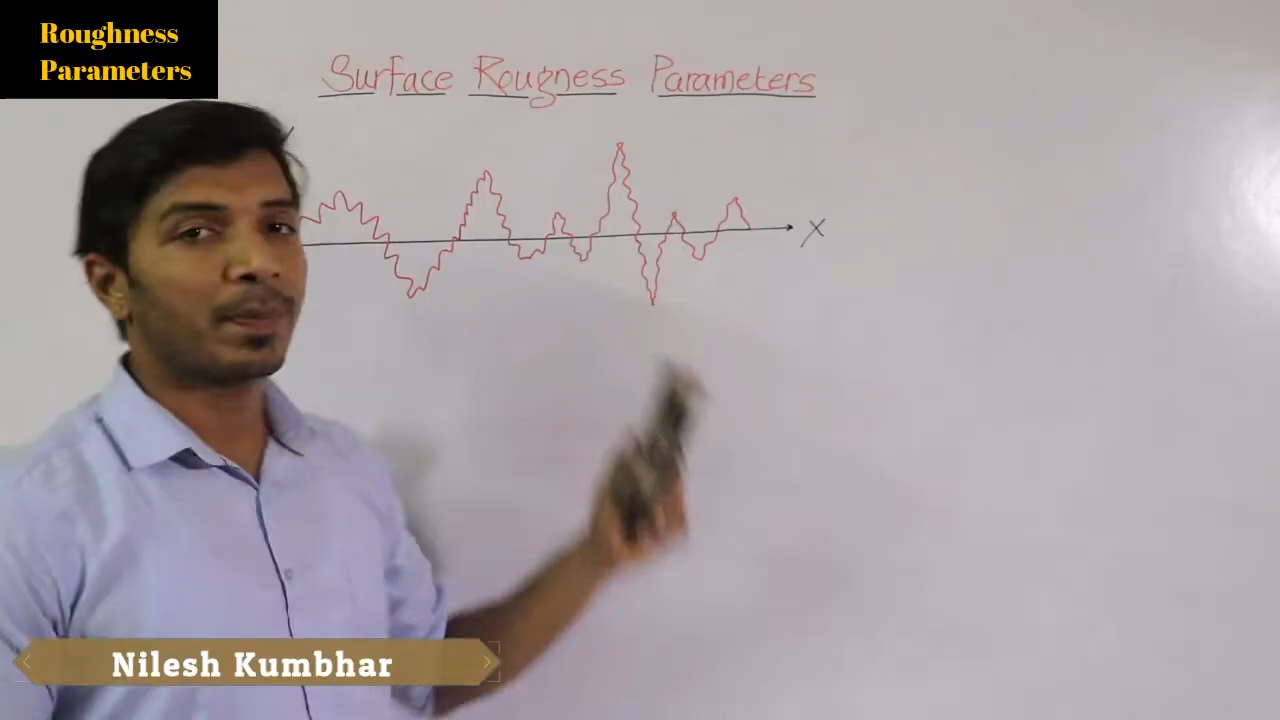 Roughness
Parameters
Surface Rougness Parameters
X
Nilesh Kumbhar